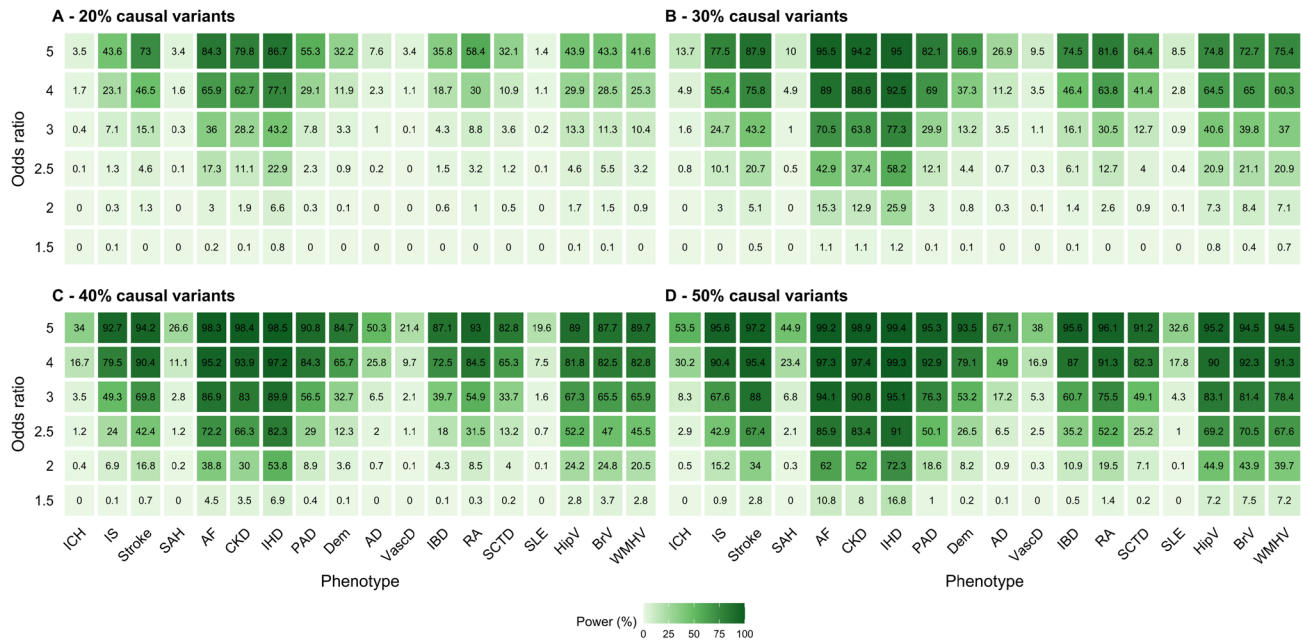 A - 20% causal variants
B - 30% causal variants
5 3.5 43.6 73 3.4 84.3 79.8 86.7 55.3 32.2 7.6 3.4 35.8 58.4 32.1 1.4 43.9 43.3 41.6 13.7 77.5 87.9 10 95.5 94.2 95 82.1 66.9 26.9 9.5 74.5 81.6 64.4 8.5 74.8 72.7 75.4
4 1.7 23.1 46.5 1.6 65.9 62.7 77.1 29.1 11.9 2.3 1.1 18.7 30 10.9 1.1 29.9 28.5 25.3 4.9 55.4 75.8 4.9 89 88.6 92.5 69 37.3 11.2 3.5 46.4 63.8 41.4 2.8 64.5 65 60.3
3 0.4 7.1 15.1 0.3 36 28.2 43.2 7.8 3.3 1 0.1 4.3 8.8 3.6 0.2 13.3 11.3 10.4 1.6 24.7 43.2 1 70.5 63.8 77.3 29.9 13.2 3.5 1.1 16.1 30.5 12.7 0.9 40.6 39.8 37
2.5 0.1 1.3 4.6 0.1 17.3 11.1 22.9 2.3 0.9 0.2 0 1.5 3.2 1.2 0.1 4.6 5.5 3.2 0.8 10.1 20.7 0.5 42.9 37.4 58.2 12.1 4.4 0.7 0.3 6.1 12.7 4 0.4 20.9 21.1 20.9
2 0 0.3 1.3 0 3 1.9 6.6 0.3 0.1 0 0 0.6 1 0.5 0 1.7 1.5 0.9 0 3 5.1 0 15.3 12.9 25.9 3 0.8 0.3 0.1 1.4 2.6 0.9 0.1 7.3 8.4 7.1
1.5 0 0.1 0 0 0.2 0.1 0.8 0 0 0 0 0 0 0 0 0.1 0.1 0 0 0 0.5 0 1.1 1.1 1.2 0.1 0.1 0 0 0.1 0 0 0 0.8 0.4 0.7
Odds ratio
C - 40% causal variants
D - 50% causal variants
5 34 92.7 94.2 26.6 98.3 98.4 98.5 90.8 84.7 50.3 21.4 87.1 93 82.8 19.6 89 87.7 89.7 53.5 95.6 97.2 44.9 99.2 98.9 99.4 95.3 93.5 67.1 38 95.6 96.1 91.2 32.6 95.2 94.5 94.5
4 16.7 79.5 90.4 11.1 95.2 93.9 97.2 84.3 65.7 25.8 9.7 72.5 84.5 65.3 7.5 81.8 82.5 82.8 30.2 90.4 95.4 23.4 97.3 97.4 99.3 92.9 79.1 49 16.9 87 91.3 82.3 17.8 90 92.3 91.3
3 3.5 49.3 69.8 2.8 86.9 83 89.9 56.5 32.7 6.5 2.1 39.7 54.9 33.7 1.6 67.3 65.5 65.9 8.3 67.6 88 6.8 94.1 90.8 95.1 76.3 53.2 17.2 5.3 60.7 75.5 49.1 4.3 83.1 81.4 78.4
2.5 1.2 24 42.4 1.2 72.2 66.3 82.3 29 12.3 2 1.1 18 31.5 13.2 0.7 52.2 47 45.5 2.9 42.9 67.4 2.1 85.9 83.4 91 50.1 26.5 6.5 2.5 35.2 52.2 25.2 1 69.2 70.5 67.6
2 0.4 6.9 16.8 0.2 38.8 30 53.8 8.9 3.6 0.7 0.1 4.3 8.5 4 0.1 24.2 24.8 20.5 0.5 15.2 34 0.3 62 52 72.3 18.6 8.2 0.9 0.3 10.9 19.5 7.1 0.1 44.9 43.9 39.7
1.5 0 0.1 0.7 0 4.5 3.5 6.9 0.4 0.1 0 0 0.1 0.3 0.2 0 2.8 3.7 2.8 0 0.9 2.8 0 10.8 8 16.8 1 0.2 0.1 0 0.5 1.4 0.2 0 7.2 7.5 7.2
Odds ratio
ICH IS Stroke SAH AF CKD IHD PAD Dem AD VascD IBD RA SCTD SLE HipV BrV WMHV ICH IS Stroke SAH AF CKD IHD PAD Dem AD VascD IBD RA SCTD SLE HipV BrV WMHV
Phenotype Phenotype
Power (%)
0 25 50 75 100